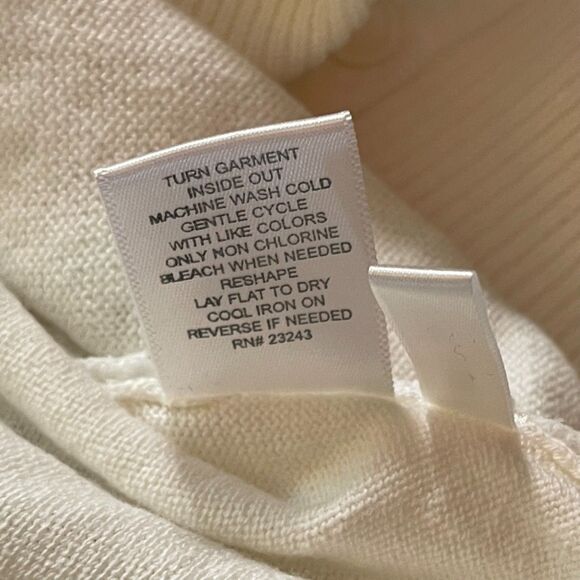 TURN GARMENT
INSIDE OUT
MACHINE WASH COLD
GENTLE CYCLE
WITH LIKE COLORS
ONLY NON CHLORINE
BLEACH WHEN NEEDED
RESHAPE
LAY FLAT TO DRY
COOL IRON ON
REVERSE IF NEEDED
RN# 23243